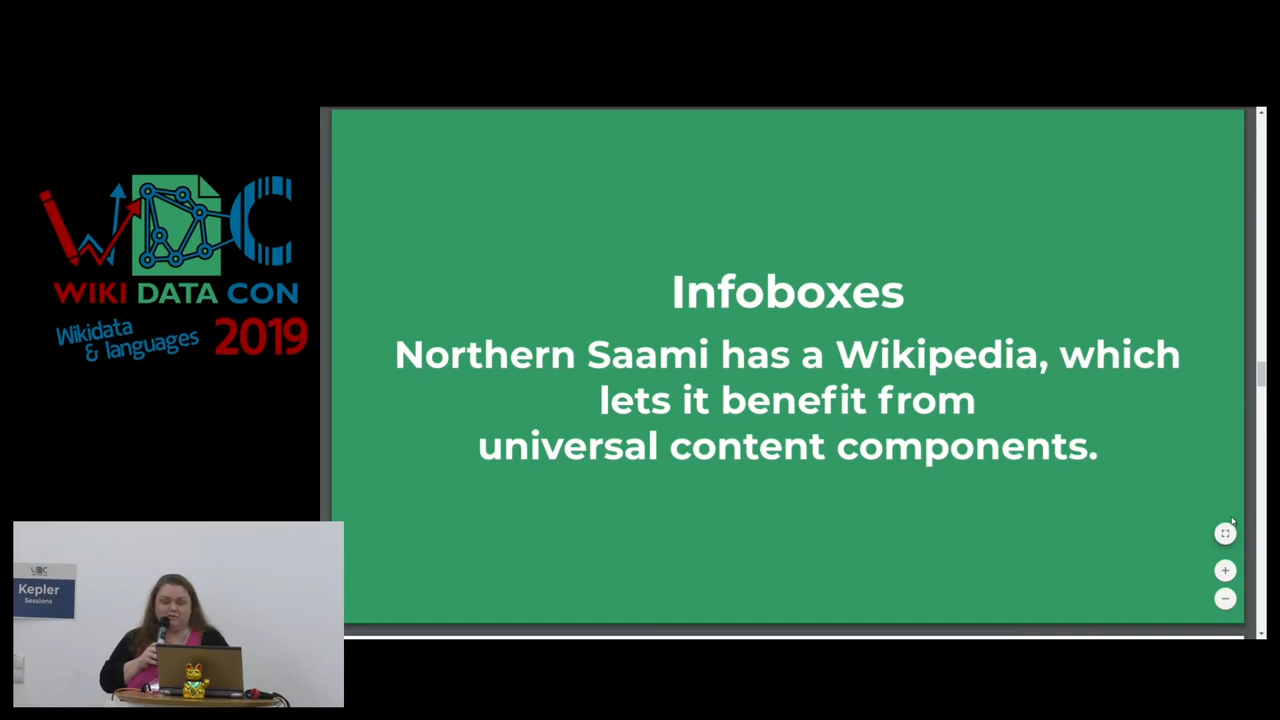 WIKI DATA CON
Wikidata
& languages
2019
Infoboxes
Northern Saami has a Wikipedia, which
lets it benefit from
universal content components.
Kepler
Sessions